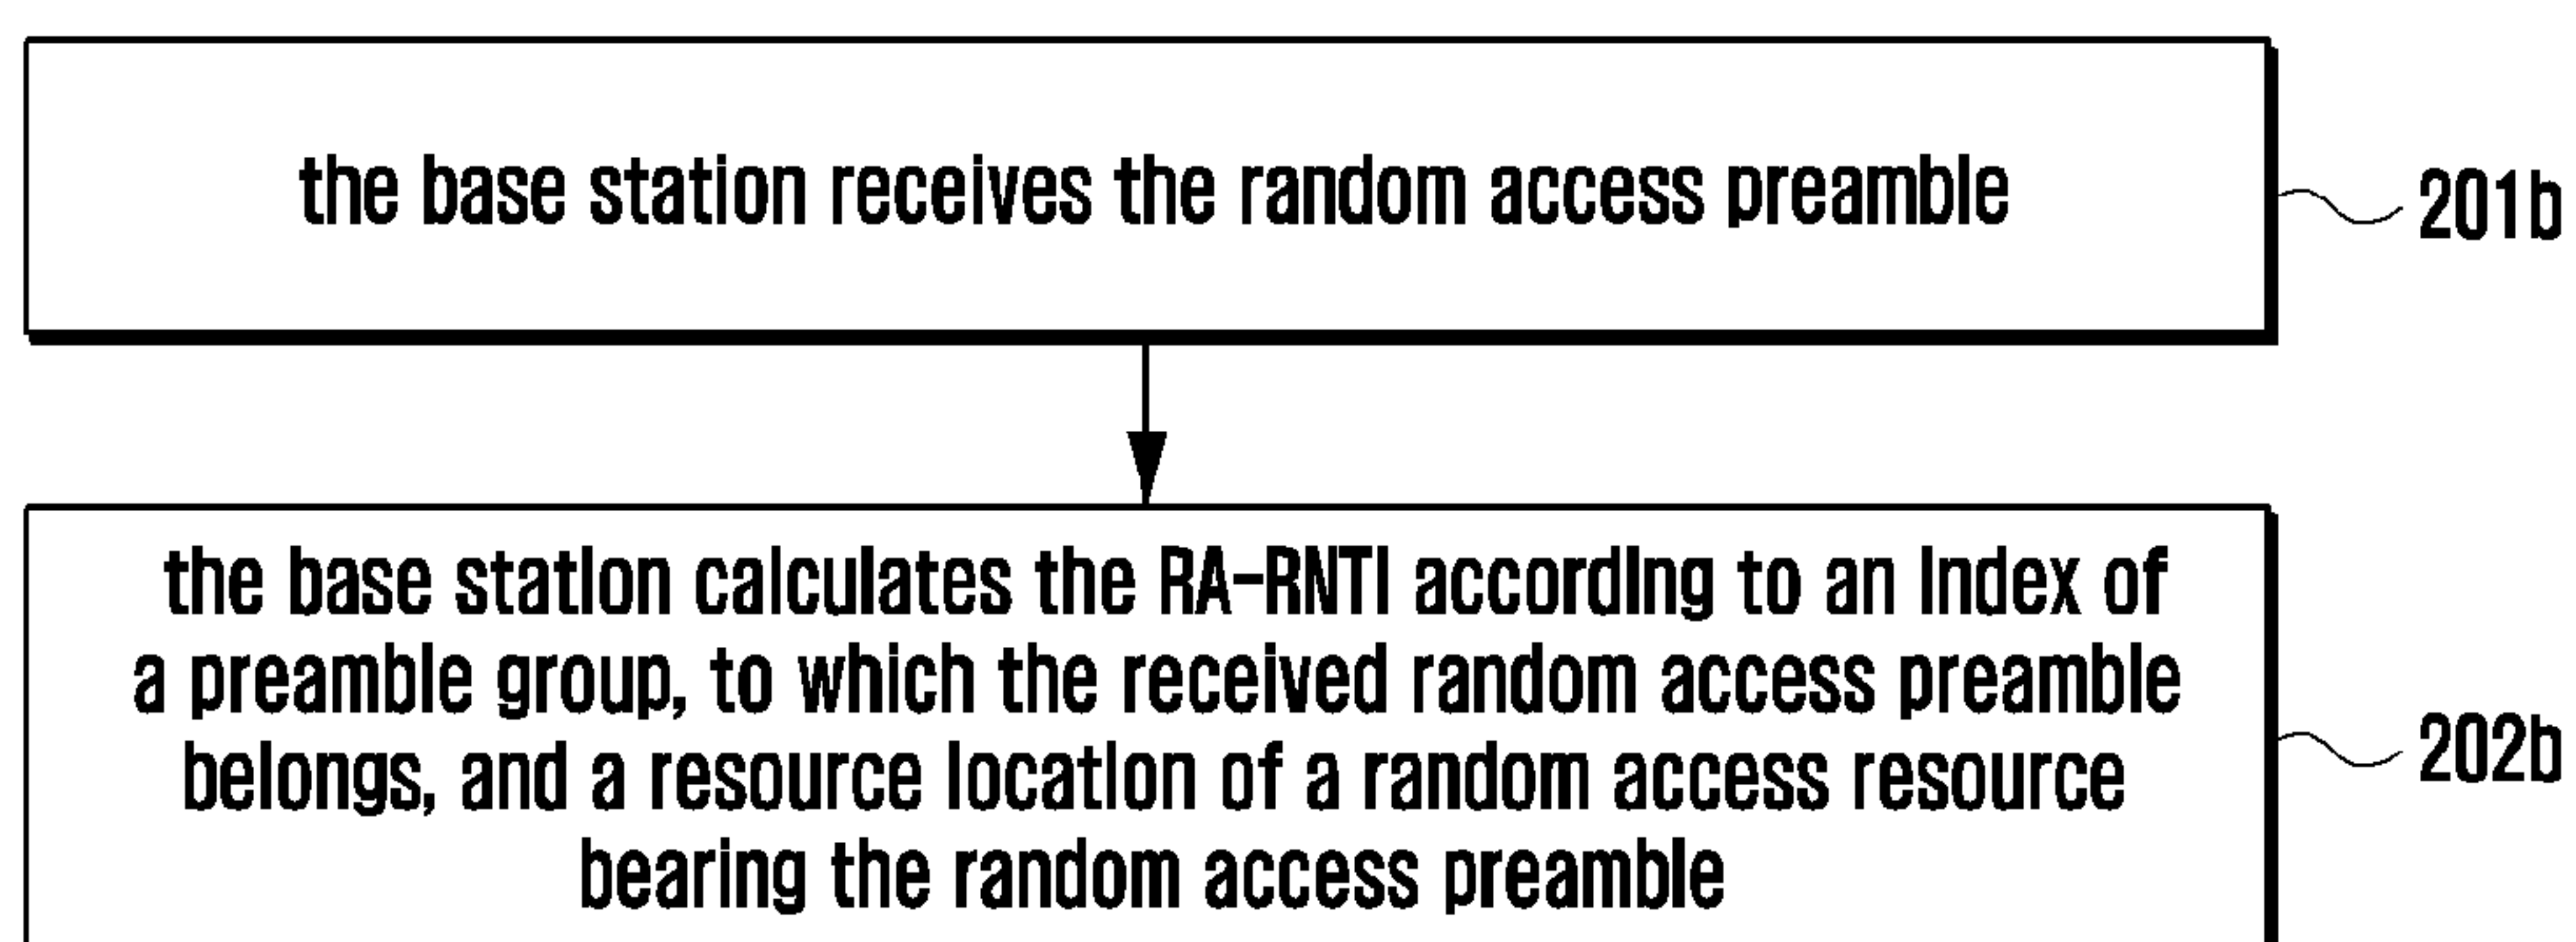 the base station receives the random access preamble
201b
the base station calculates the RA-RNTI according to an index of
a preamble group, to which the received random access preamble
belongs, and a resource location of a random access resource
bearing the random access preamble
202b